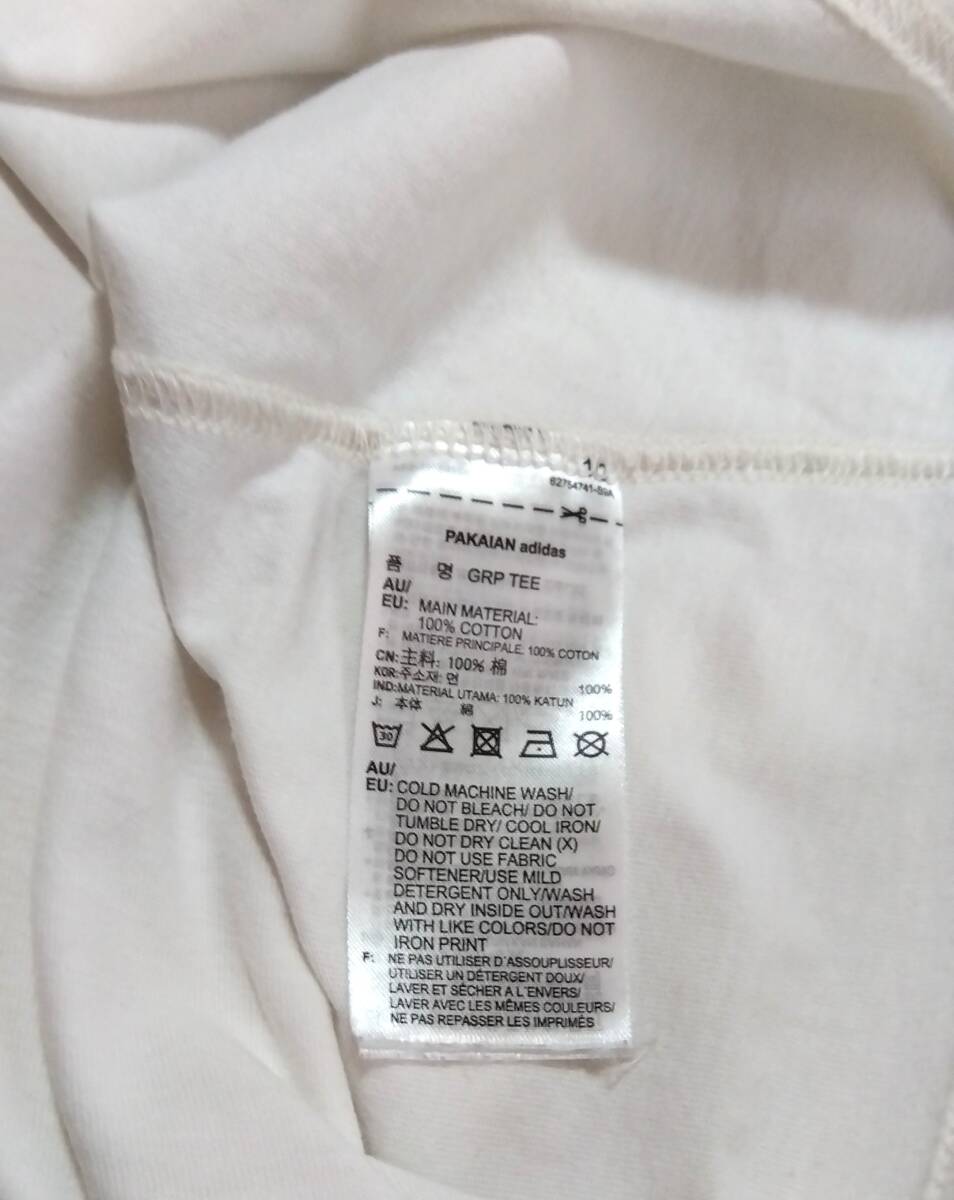 PAKAIAN adidas
품 명 GRP TEE
AU/
EU: MAIN MATERIAL:
100% COTTON
F: MATIERE PRINCIPALE: 100% COTON
CN:主料: 100% 棉
KOR:주소재: 면 100%
IND:MATERIAL UTAMA: 100% KATUN
J: 本体 綿 100%
30
AU/
EU: COLD MACHINE WASH/
DO NOT BLEACH/ DO NOT
TUMBLE DRY/ COOL IRON/
DO NOT DRY CLEAN (X)
DO NOT USE FABRIC
SOFTENER/USE MILD
DETERGENT ONLY/WASH
AND DRY INSIDE OUT/WASH
WITH LIKE COLORS/DO NOT
IRON PRINT
F: NE PAS UTILISER D'ASSOUPLISSEUR/
UTILISER UN DÉTERGENT DOUX/
LAVER ET SÉCHER A L'ENVERS/
LAVER AVEC LES MÊMES COULEURS/
NE PAS REPASSER LES IMPRIMÉS